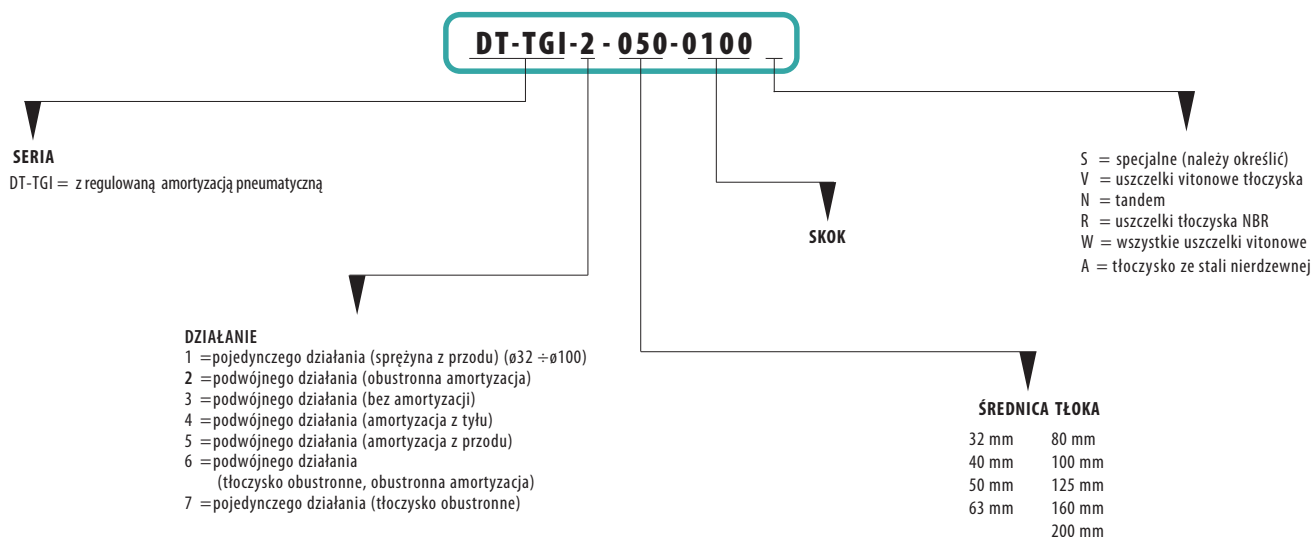 DT-TGI-2 - 050-0100
SERIA
DT-TGI = z regulowaną amortyzacją pneumatyczną
S = specjalne (należy określić)
V = uszczelki vitonowe tłoczyska
N = tandem
R = uszczelki tłoczyska NBR
W = wszystkie uszczelki vitonowe
A = tłoczysko ze stali nierdzewnej
SKOK
DZIAŁANIE
1 =pojedynczego działania (sprężyna z przodu) (ø32 ÷ø100)
2 =podwójnego działania (obustronna amortyzacja)
3 =podwójnego działania (bez amortyzacji)
4 =podwójnego działania (amortyzacja z tyłu)
5 =podwójnego działania (amortyzacja z przodu)
6 =podwójnego działania
(tłoczysko obustronne, obustronna amortyzacja)
7 =pojedynczego działania (tłoczysko obustronne)
ŚREDNICA TŁOKA
32 mm 80 mm
40 mm 100 mm
50 mm 125 mm
63 mm 160 mm
200 mm